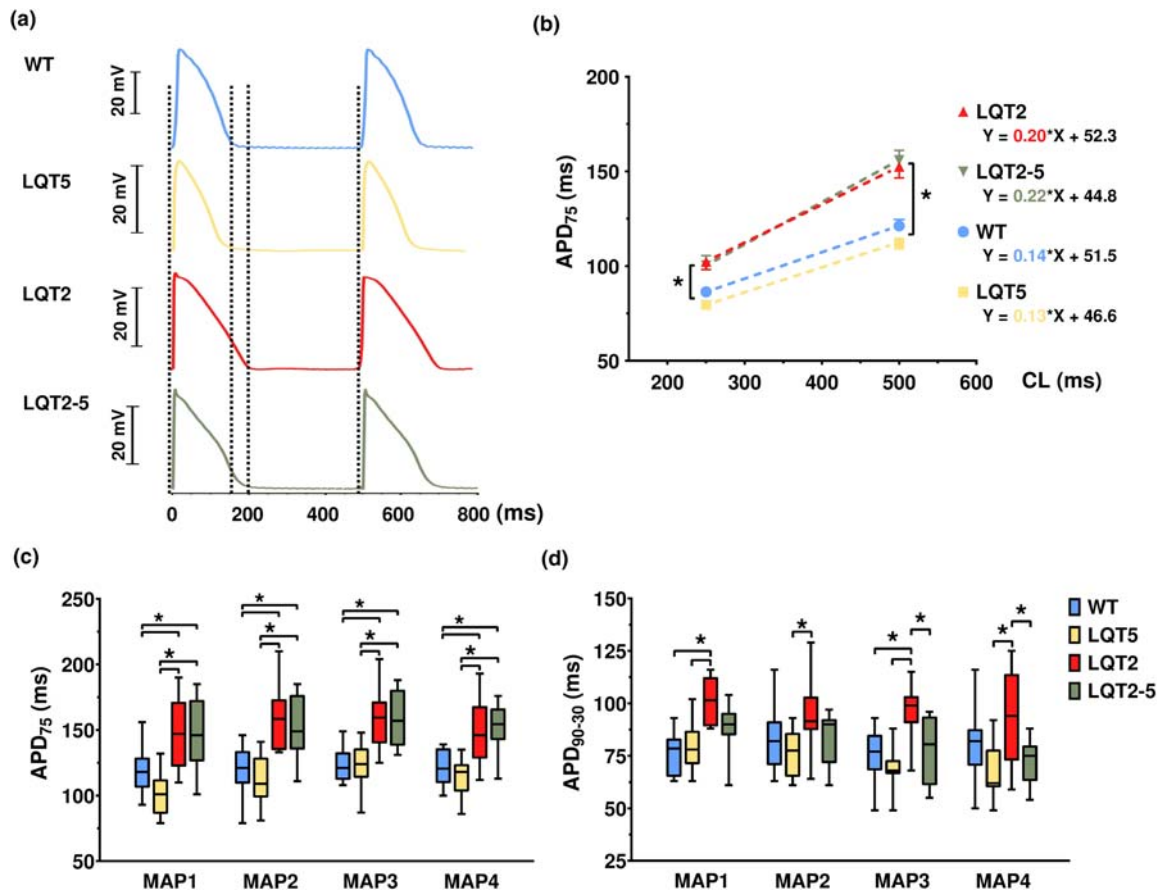 (a)
WT
20 mV
LQT5
20 mV
LQT2
20 mV
LQT2-5
20 mV
0 200 400 600 800 (ms)
(b)
APD75 (ms)
200
150
100
50
200 300 400 500 600
CL (ms)
*
*
LQT2
Y = 0.20*X + 52.3
LQT2-5
Y = 0.22*X + 44.8
WT
Y = 0.14*X + 51.5
LQT5
Y = 0.13*X + 46.6
(c)
APD75 (ms)
250
200
150
100
50
* * * *
* * * *
MAP1 MAP2 MAP3 MAP4
(d)
APD90-30 (ms)
150
125
100
75
50
25
* * * * * *
MAP1 MAP2 MAP3 MAP4
WT
LQT5
LQT2
LQT2-5